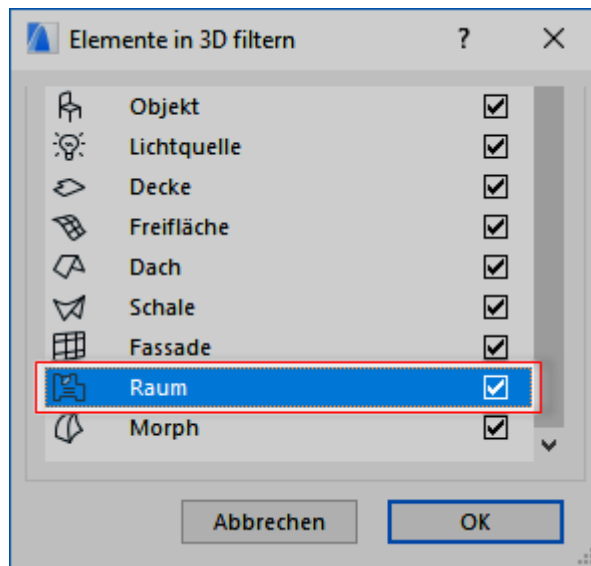 Elemente in 3D filtern ?
Objekt
Lichtquelle
Decke
Freifläche
Dach
Schale
Fassade
Raum
Morph
Abbrechen OK